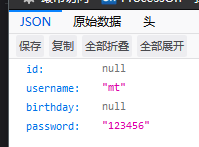 JSON 原始数据 头
保存 复制 全部折叠 全部展开
id: null
username: "mt"
birthday: null
password: "123456"